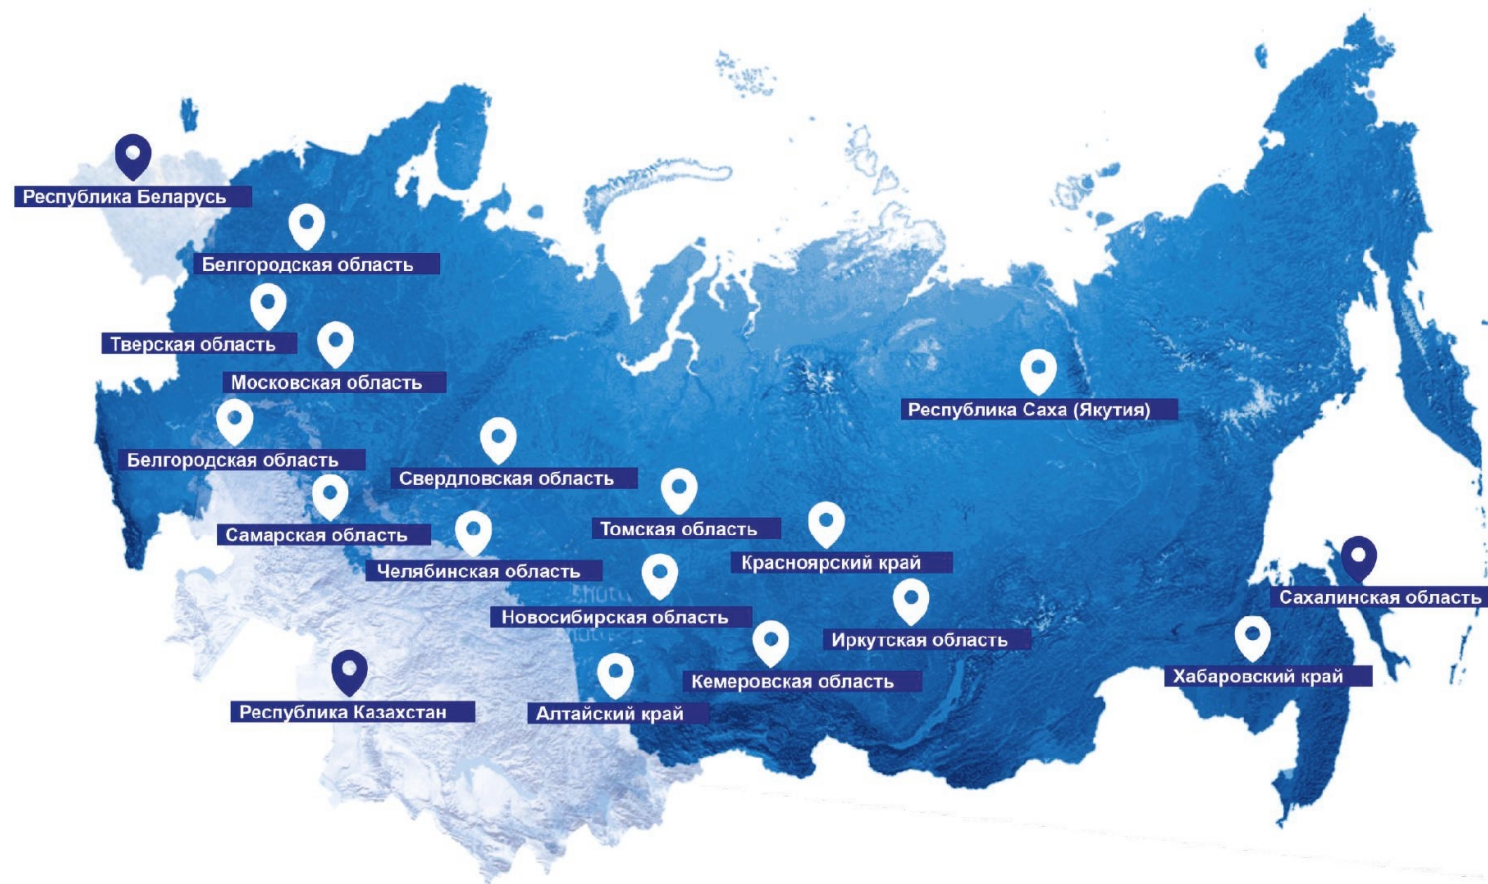 Республика Беларусь
Белгородская область
Тверская область
Московская область
Республика Саха (Якутия)
Белгородская область
Свердловская область
Томская область
Самарская область
Красноярский край
Челябинская область
Сахалинская область
Новосибирская область
Иркутская область
Хабаровский край
Кемеровская область
Республика Казахстан
Алтайский край